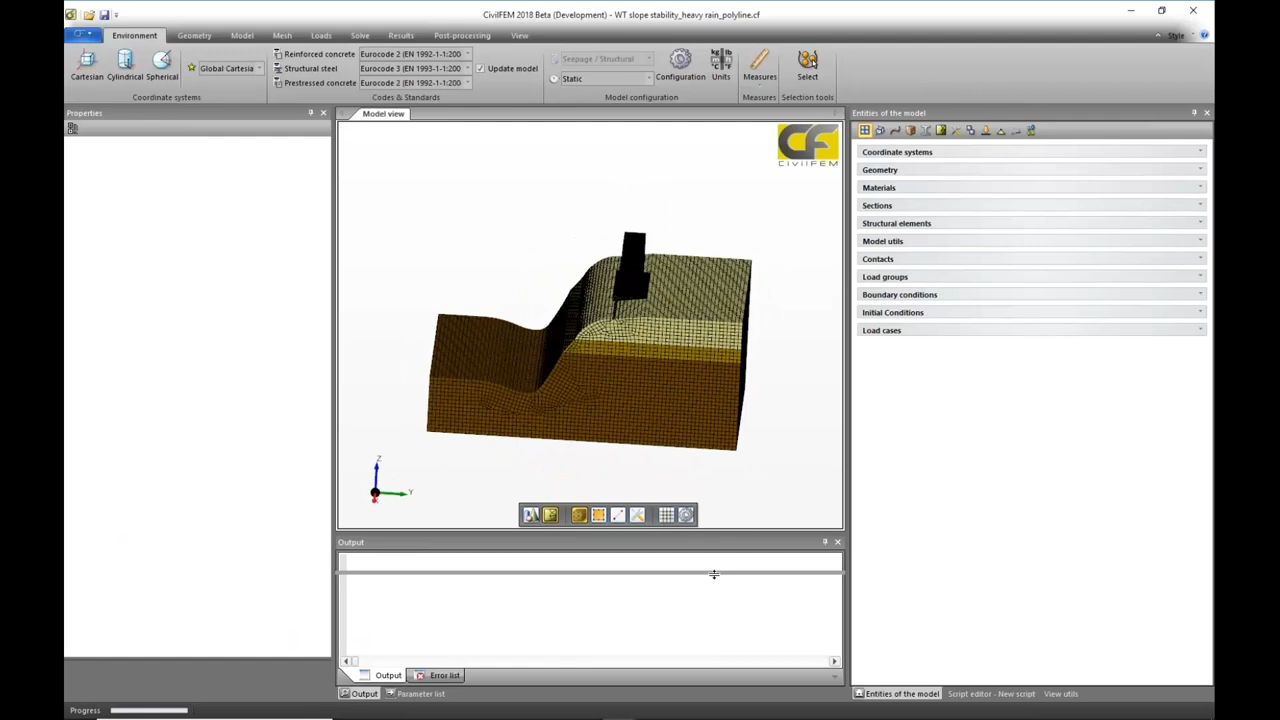 CivilFEM 2018 Beta (Development) - WT slope stability_heavy rain_polyline.cf
Environment Geometry Model Mesh Loads Solve Results Post-processing View Style
Reinforced concrete Eurocode 2 (EN 1992-1-1:200
Structural steel Eurocode 3 (EN 1993-1-1:200
Prestressed concrete Eurocode 2 (EN 1992-1-1:200
Update model
Seepage / Structural
Static
Cartesian Cylindrical Spherical Global Cartesia
Configuration Units Measures Select
Coordinate systems Codes & Standards Model configuration Measures Selection tools
Properties
Model view
Entities of the model
CF
CIVILFEM
Coordinate systems
Geometry
Materials
Sections
Structural elements
Model utils
Contacts
Load groups
Boundary conditions
Initial Conditions
Load cases
Z
Y
X
Output
Output Error list
Output Parameter list
Entities of the model Script editor - New script View utils
Progress